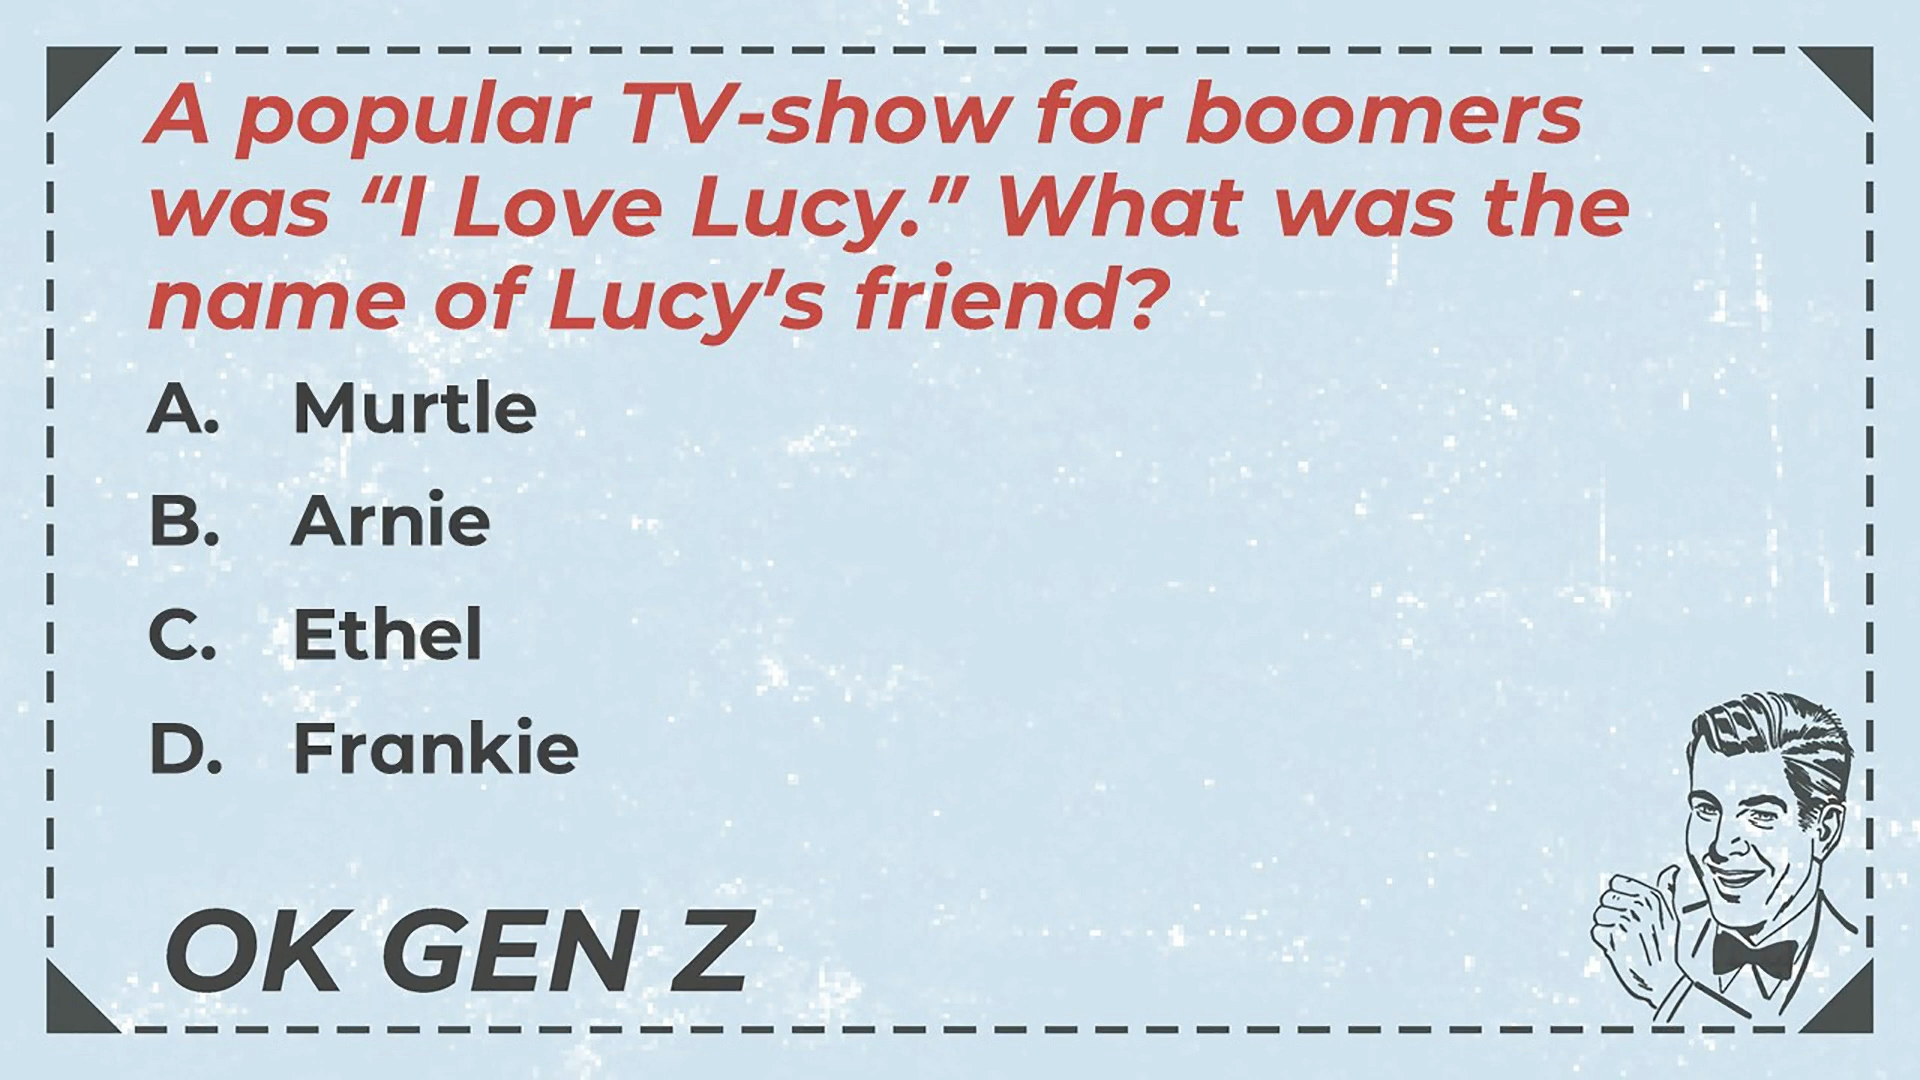 A popular TV-show for boomers
was “I Love Lucy.” What was the
name of Lucy's friend?
A. Murtle
B. Arnie
C. Ethel
D. Frankie
OK GEN Z